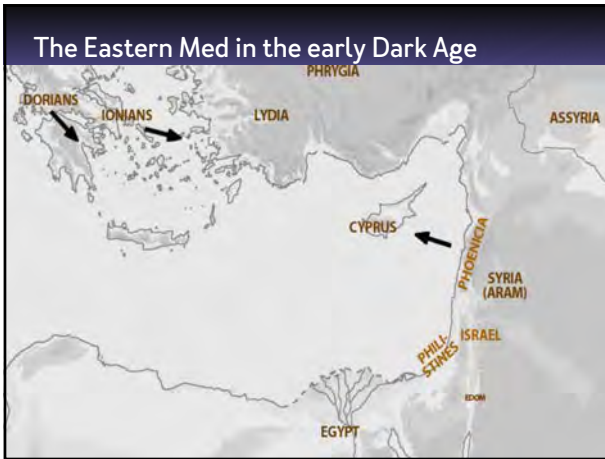 The Eastern Med in the early Dark Age
PHRYGIA
DORIANS
IONIANS
LYDIA
ASSYRIA
CYPRUS
PHOENICIA
SYRIA
(ARAM)
PHILI-
STINES
ISRAEL
EDOM
EGYPT